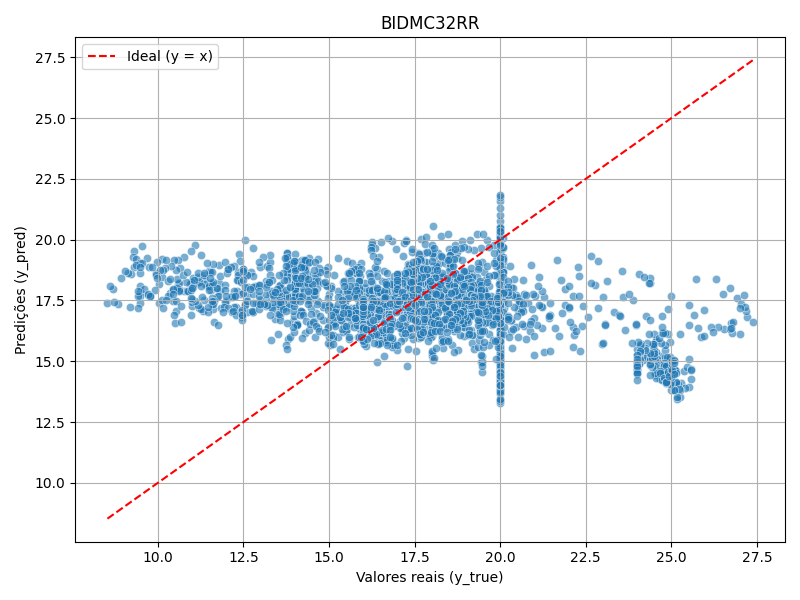 BIDMC32RR
Ideal (y = x)
Predições (y_pred)
27.5
25.0
22.5
20.0
17.5
15.0
12.5
10.0
10.0 12.5 15.0 17.5 20.0 22.5 25.0 27.5
Valores reais (y_true)